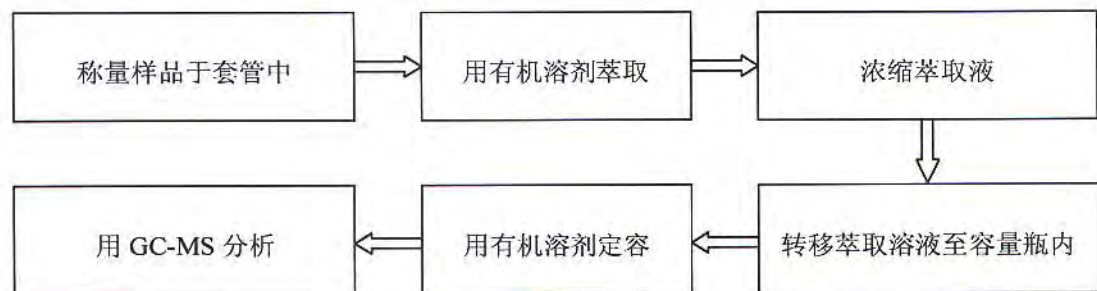 称量样品于套管中
用有机溶剂萃取
浓缩萃取液
转移萃取溶液至容量瓶内
用有机溶剂定容
用 GC-MS 分析